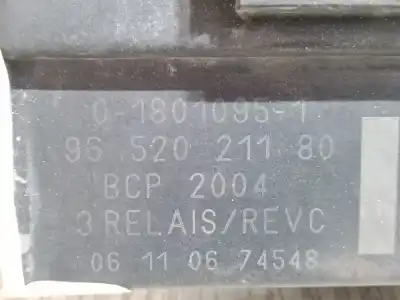 0-1801095-1
96 520 211 80
BCP 2004
3 RELAIS/REVC
06 11 06 74548